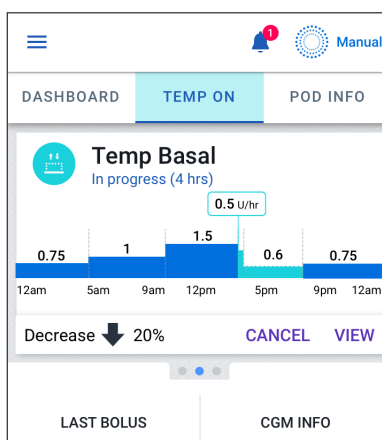 1
Manual
DASHBOARD TEMP ON POD INFO
Temp Basal
In progress (4 hrs)
0.5 U/hr
0.75 1 1.5 0.6 0.75
12am 5am 9am 12pm 5pm 9pm 12am
Decrease 20% CANCEL VIEW
LAST BOLUS CGM INFO